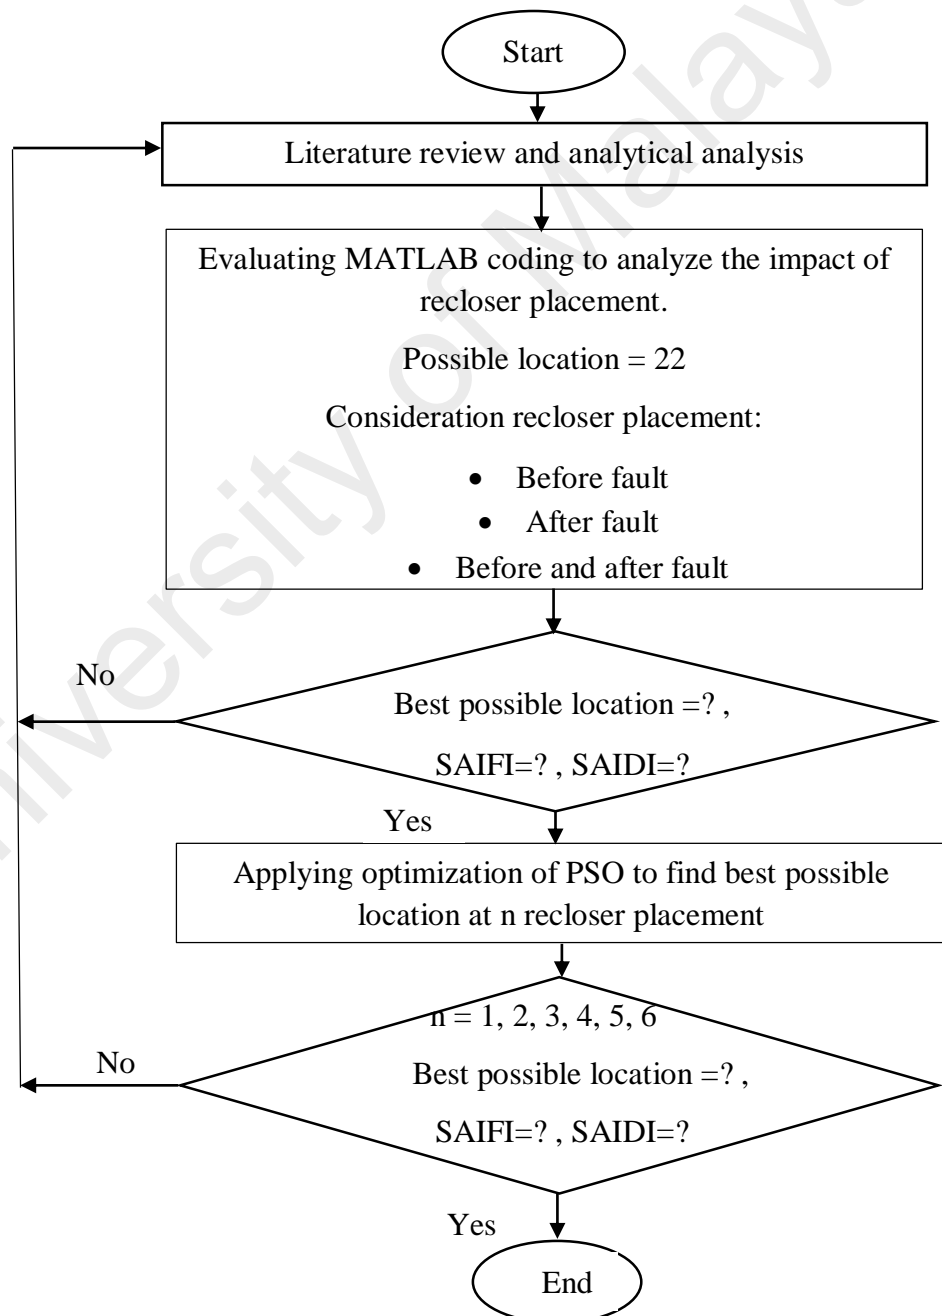 Start
Literature review and analytical analysis
Evaluating MATLAB coding to analyze the impact of
recloser placement.
Possible location = 22
Consideration recloser placement:
• Before fault
• After fault
• Before and after fault
No
Best possible location =? ,
SAIFI=? , SAIDI=?
Yes
Applying optimization of PSO to find best possible
location at n recloser placement
n = 1, 2, 3, 4, 5, 6
No
Best possible location =? ,
SAIFI=? , SAIDI=?
Yes
End
University of Malaya